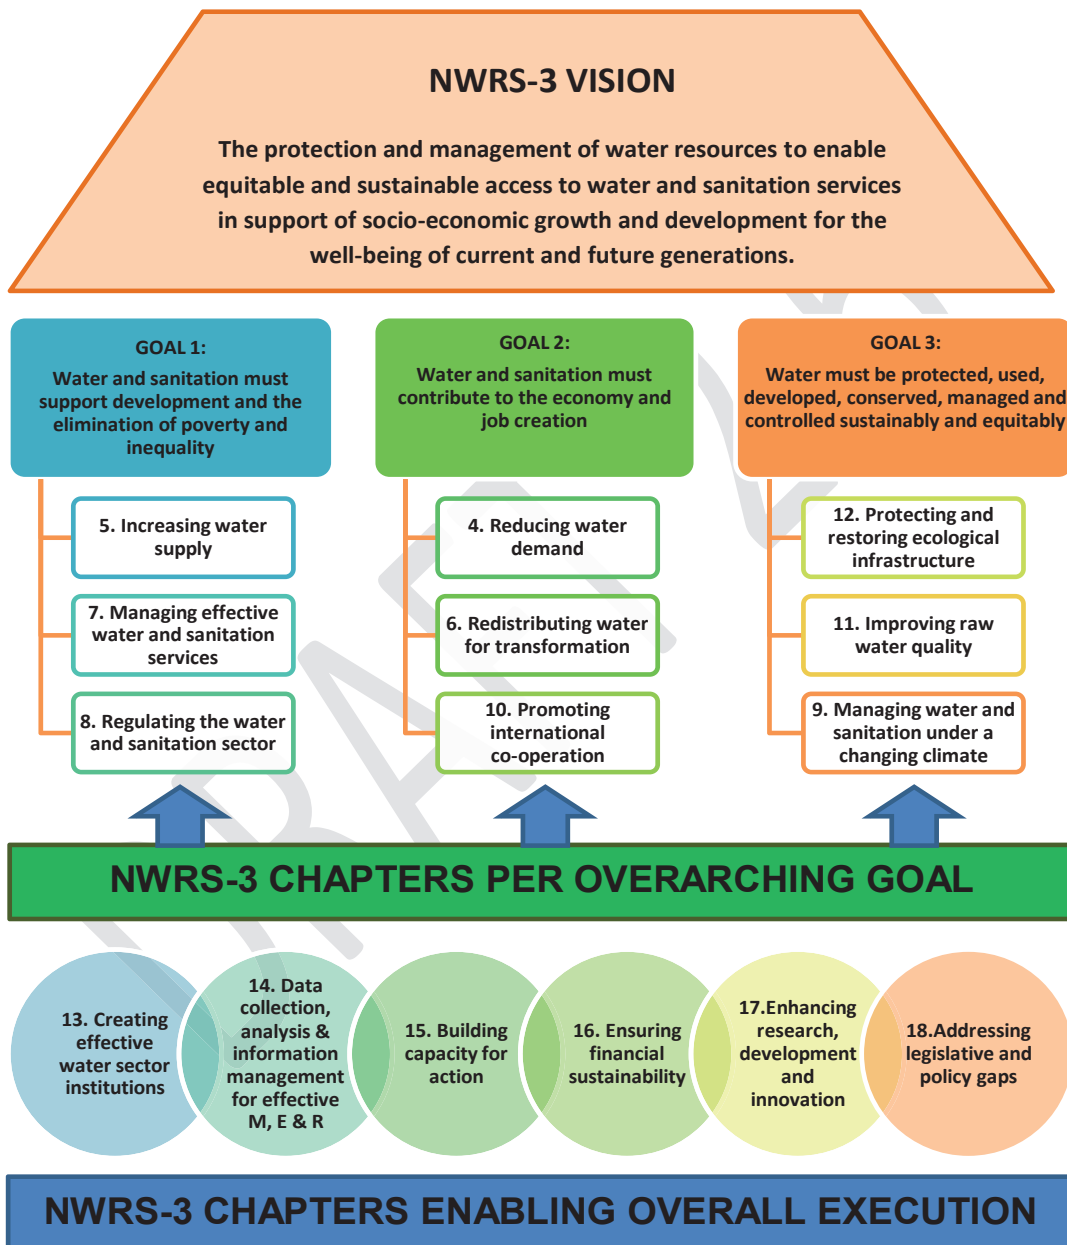 NWRS-3 VISION
The protection and management of water resources to enable
equitable and sustainable access to water and sanitation services
in support of socio-economic growth and development for the
well-being of current and future generations.
GOAL 1:
Water and sanitation must
support development and the
elimination of poverty and
inequality
5. Increasing water
supply
7. Managing effective
water and sanitation
services
8. Regulating the water
and sanitation sector
GOAL 2:
Water and sanitation must
contribute to the economy and
job creation
4. Reducing water
demand
6. Redistributing water
for transformation
10. Promoting
international
co-operation
GOAL 3:
Water must be protected, used,
developed, conserved, managed and
controlled sustainably and equitably
12. Protecting and
restoring ecological
infrastructure
11. Improving raw
water quality
9. Managing water and
sanitation under a
changing climate
NWRS-3 CHAPTERS PER OVERARCHING GOAL
13. Creating
effective
water sector
institutions
14. Data
collection,
analysis &
information
management
for effective
M, E & R
15. Building
capacity for
action
16. Ensuring
financial
sustainability
17.Enhancing
research,
development
and
innovation
18.Addressing
legislative and
policy gaps
NWRS-3 CHAPTERS ENABLING OVERALL EXECUTION
DRAFT